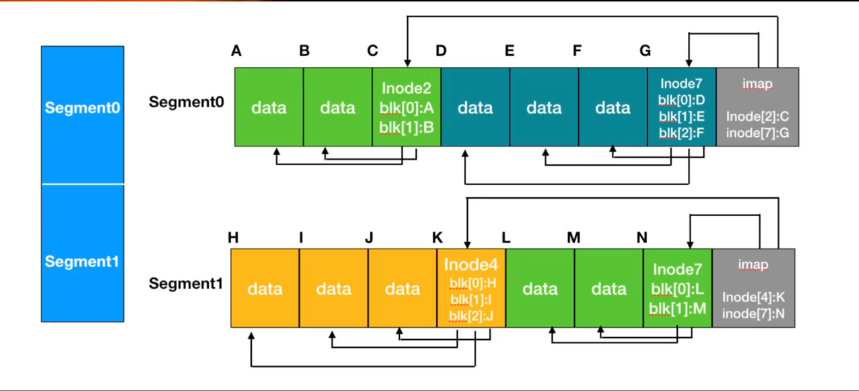 A B C D E F G
Segment0
Segment0
data
data
Inode2
blk[0]:A
blk[1]:B
data
data
data
Inode7
blk[0]:D
blk[1]:E
blk[2]:F
imap
Inode[2]:C
inode[7]:G
H I J K L M N
Segment1
Segment1
data
data
data
Inode4
blk[0]:H
blk[1]:I
blk[2]:J
data
data
Inode7
blk[0]:L
blk[1]:M
imap
Inode[4]:K
inode[7]:N